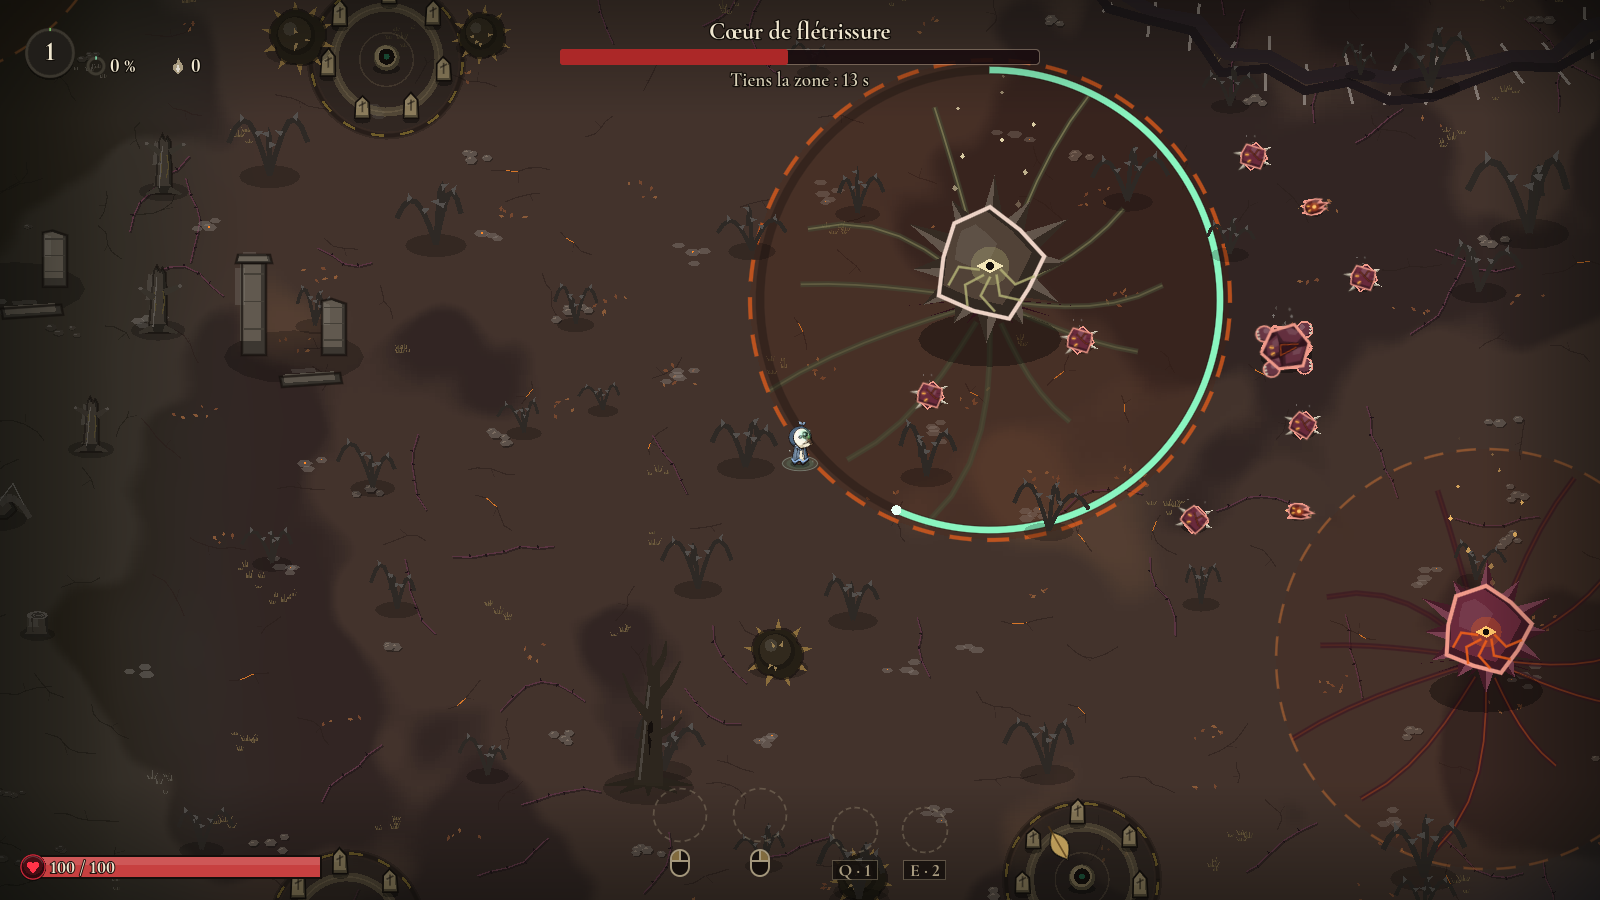 Cœur de flétrissure
1
0 %
0
Tiens la zone : 13 s
100 / 100
Q · 1
E · 2